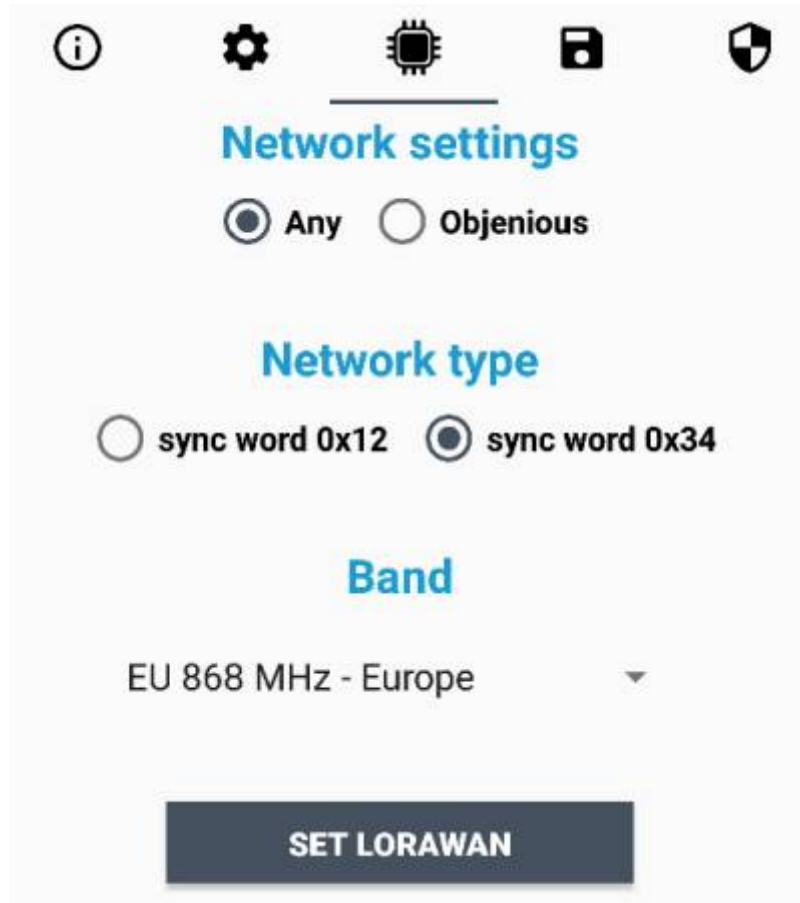 Network settings
Any Objenious
Network type
sync word 0x12 sync word 0x34
Band
EU 868 MHz - Europe
SET LORAWAN